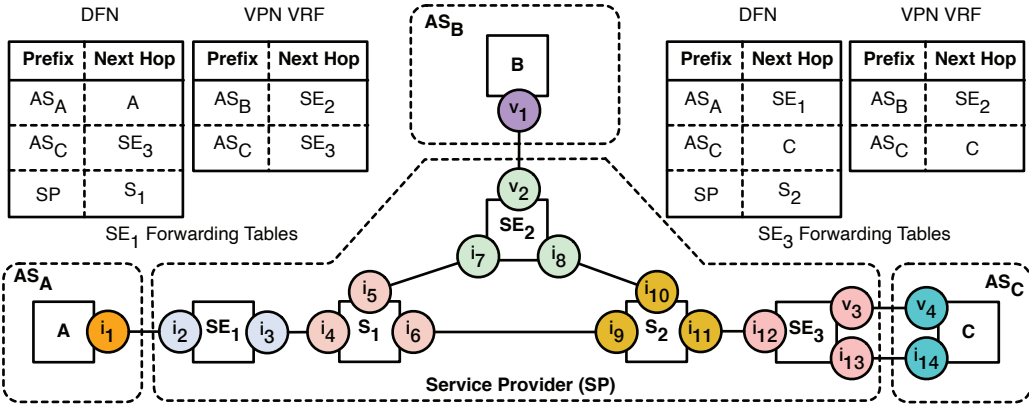 DFN
VPN VRF
Prefix Next Hop
AS_A A
AS_C SE_3
SP S_1
Prefix Next Hop
AS_B SE_2
AS_C SE_3
SE_1 Forwarding Tables
AS_B
B
v_1
DFN
VPN VRF
Prefix Next Hop
AS_A SE_1
AS_C C
SP S_2
Prefix Next Hop
AS_B SE_2
AS_C C
SE_3 Forwarding Tables
v_2
SE_2
i_7
i_8
AS_A
A
i_1
i_2
SE_1
i_3
i_4
i_5
S_1
i_6
i_9
i_10
S_2
i_11
i_12
SE_3
v_3
i_13
AS_C
v_4
i_14
C
Service Provider (SP)